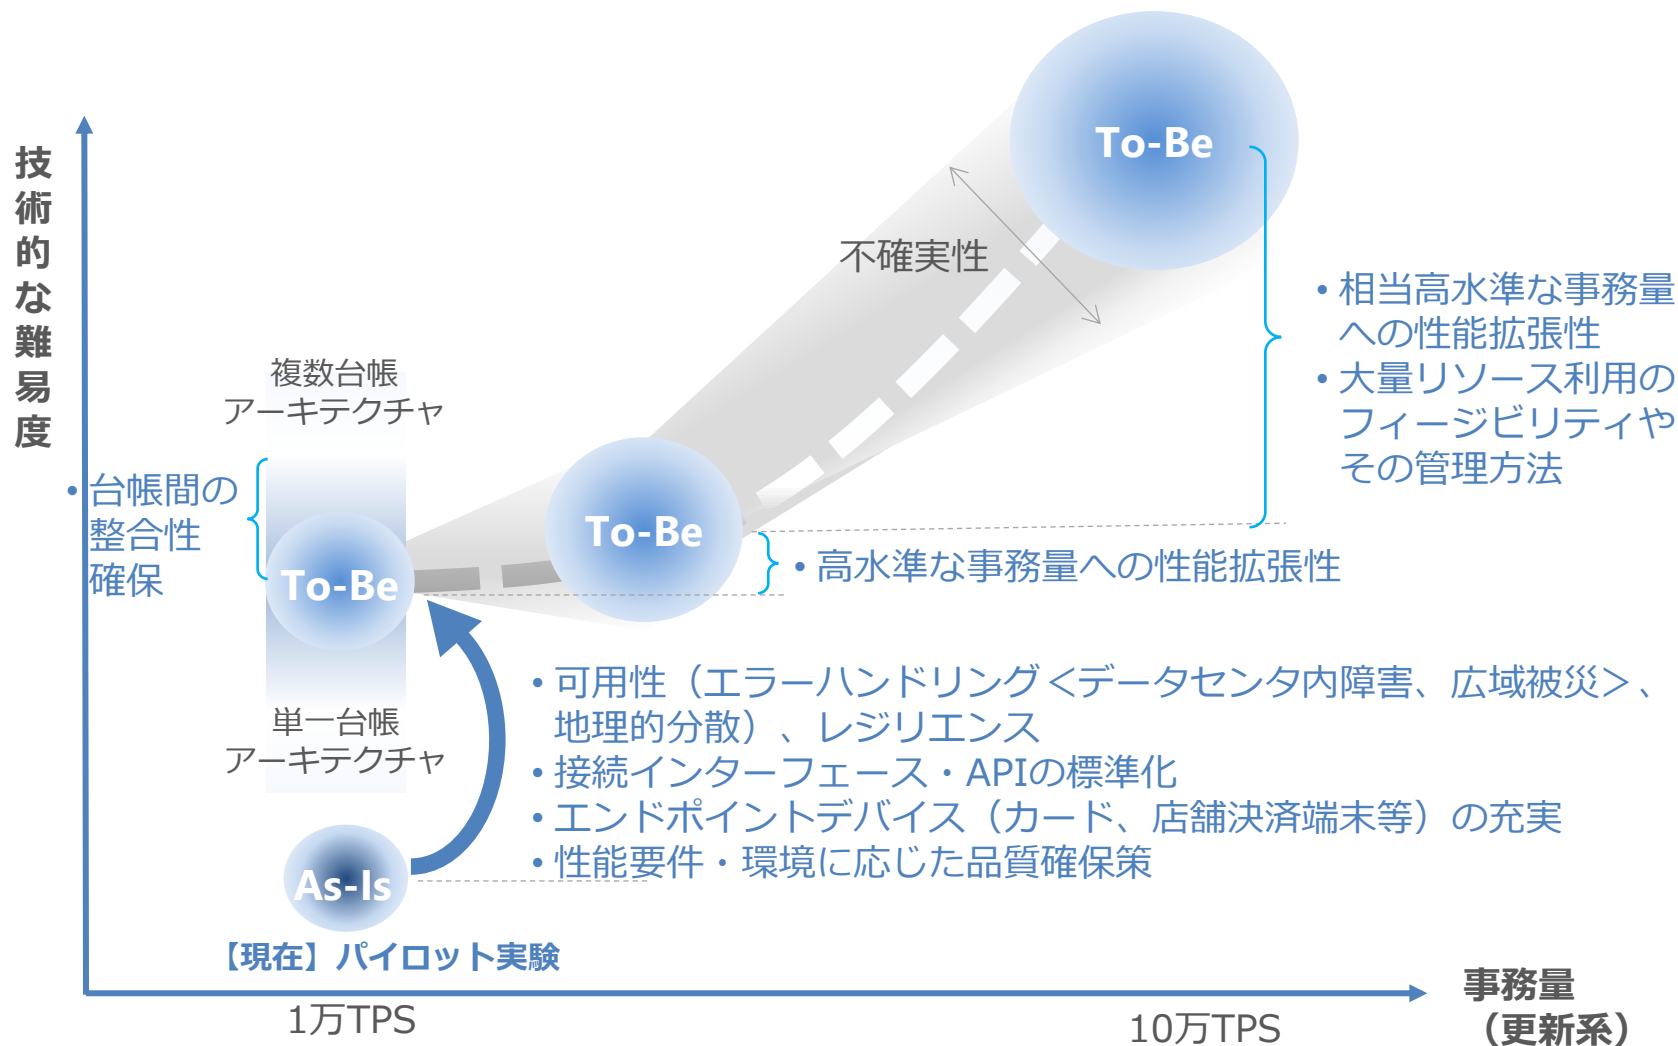 技術的な難易度
To-Be
不確実性
• 相当高水準な事務量
への性能拡張性
• 大量リソース利用の
フィージビリティや
その管理方法
複数台帳
アーキテクチャ
• 台帳間の
整合性
確保
To-Be
To-Be
• 高水準な事務量への性能拡張性
単一台帳
アーキテクチャ
• 可用性（エラーハンドリング＜データセンタ内障害、広域被災＞、
地理的分散）、レジリエンス
• 接続インターフェース・APIの標準化
• エンドポイントデバイス（カード、店舗決済端末等）の充実
• 性能要件・環境に応じた品質確保策
As-Is
【現在】パイロット実験
1万TPS
10万TPS
事務量
（更新系）